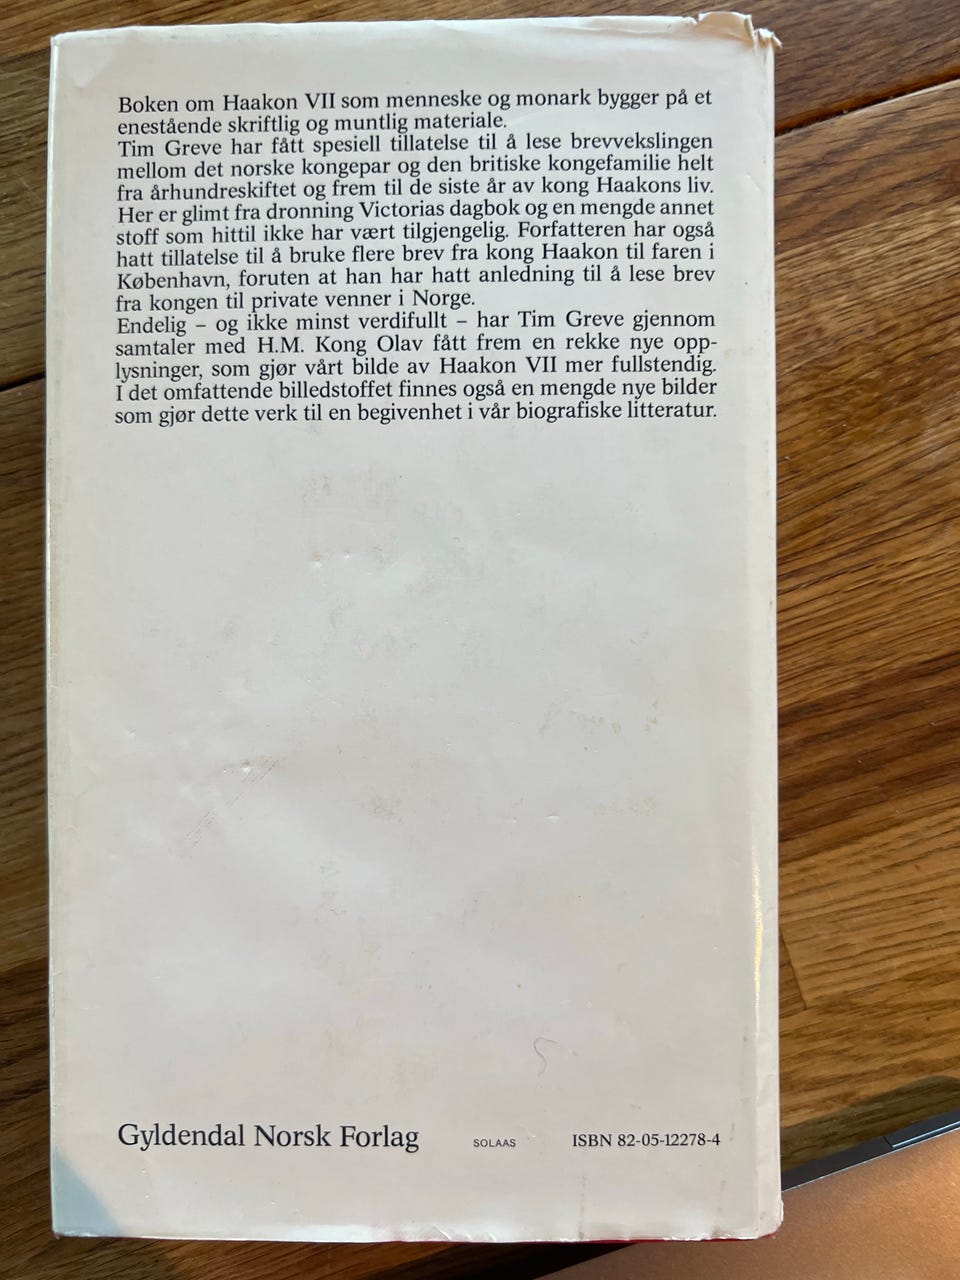 Boken om Haakon VII som menneske og monark bygger på et
enestående skriftlig og muntlig materiale.
Tim Greve har fått spesiell tillatelse til å lese brevvekslingen
mellom det norske kongepar og den britiske kongefamilie helt
fra århundreskiftet og frem til de siste år av kong Haakons liv.
Her er glimt fra dronning Victorias dagbok og en mengde annet
stoff som hittil ikke har vært tilgjengelig. Forfatteren har også
hatt tillatelse til å bruke flere brev fra kong Haakon til faren i
København, foruten at han har hatt anledning til å lese brev
fra kongen til private venner i Norge.
Endelig – og ikke minst verdifullt – har Tim Greve gjennom
samtaler med H.M. Kong Olav fått frem en rekke nye opp-
lysninger, som gjør vårt bilde av Haakon VII mer fullstendig.
I det omfattende billedstoffet finnes også en mengde nye bilder
som gjør dette verk til en begivenhet i vår biografiske litteratur.
Gyldendal Norsk Forlag SOLAAS ISBN 82-05-12278-4